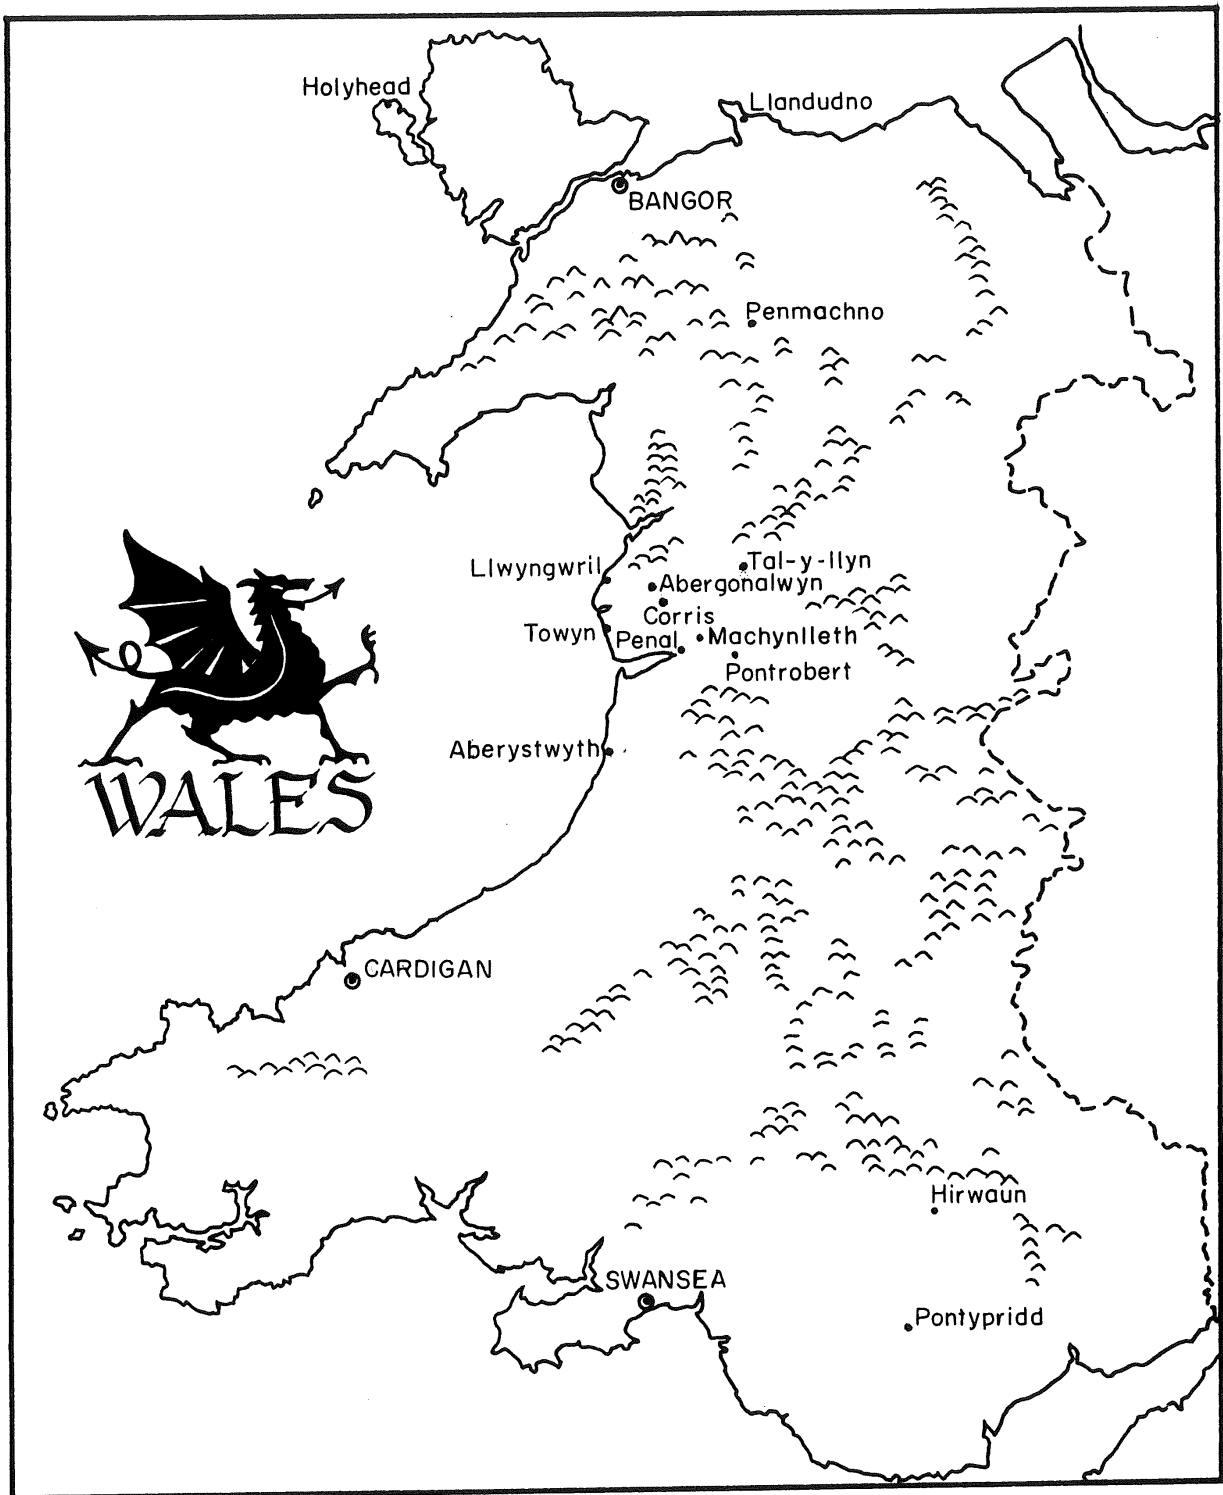 Holyhead
Llandudno
BANGOR
Penmachno
Llwyngwril
Tal-y-llyn
Abergonalwyn
Corris
Towyn
Penal
Machynlleth
Pontrobert
Aberystwyth
WALES
CARDIGAN
Hirwaun
SWANSEA
Pontypridd